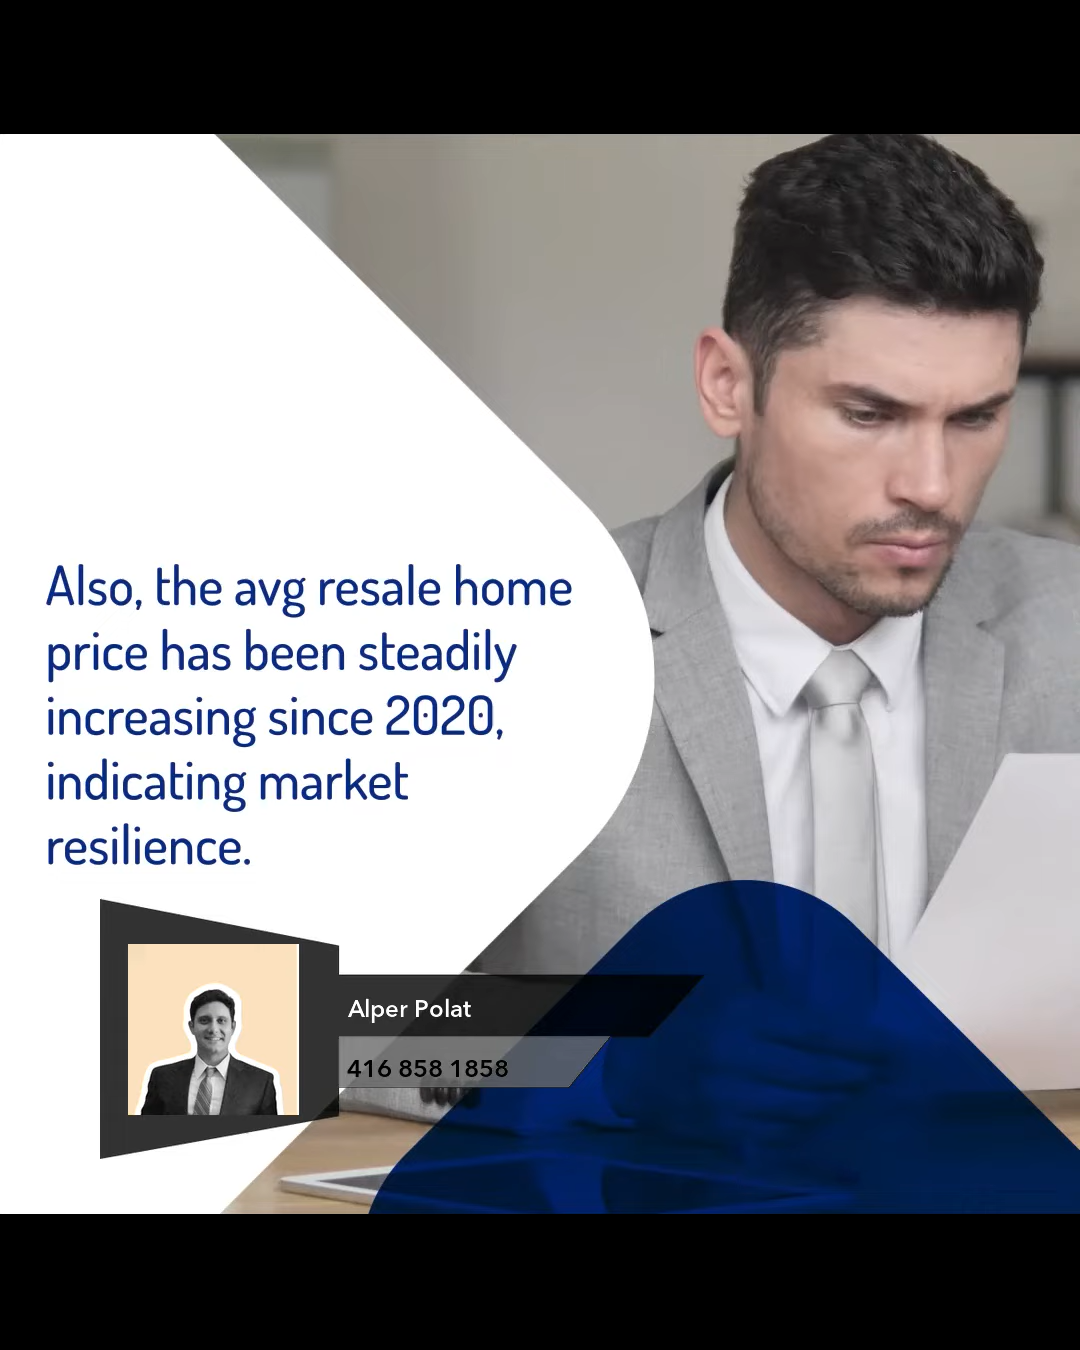 Also, the avg resale home
price has been steadily
increasing since 2020,
indicating market
resilience.
Alper Polat
416 858 1858